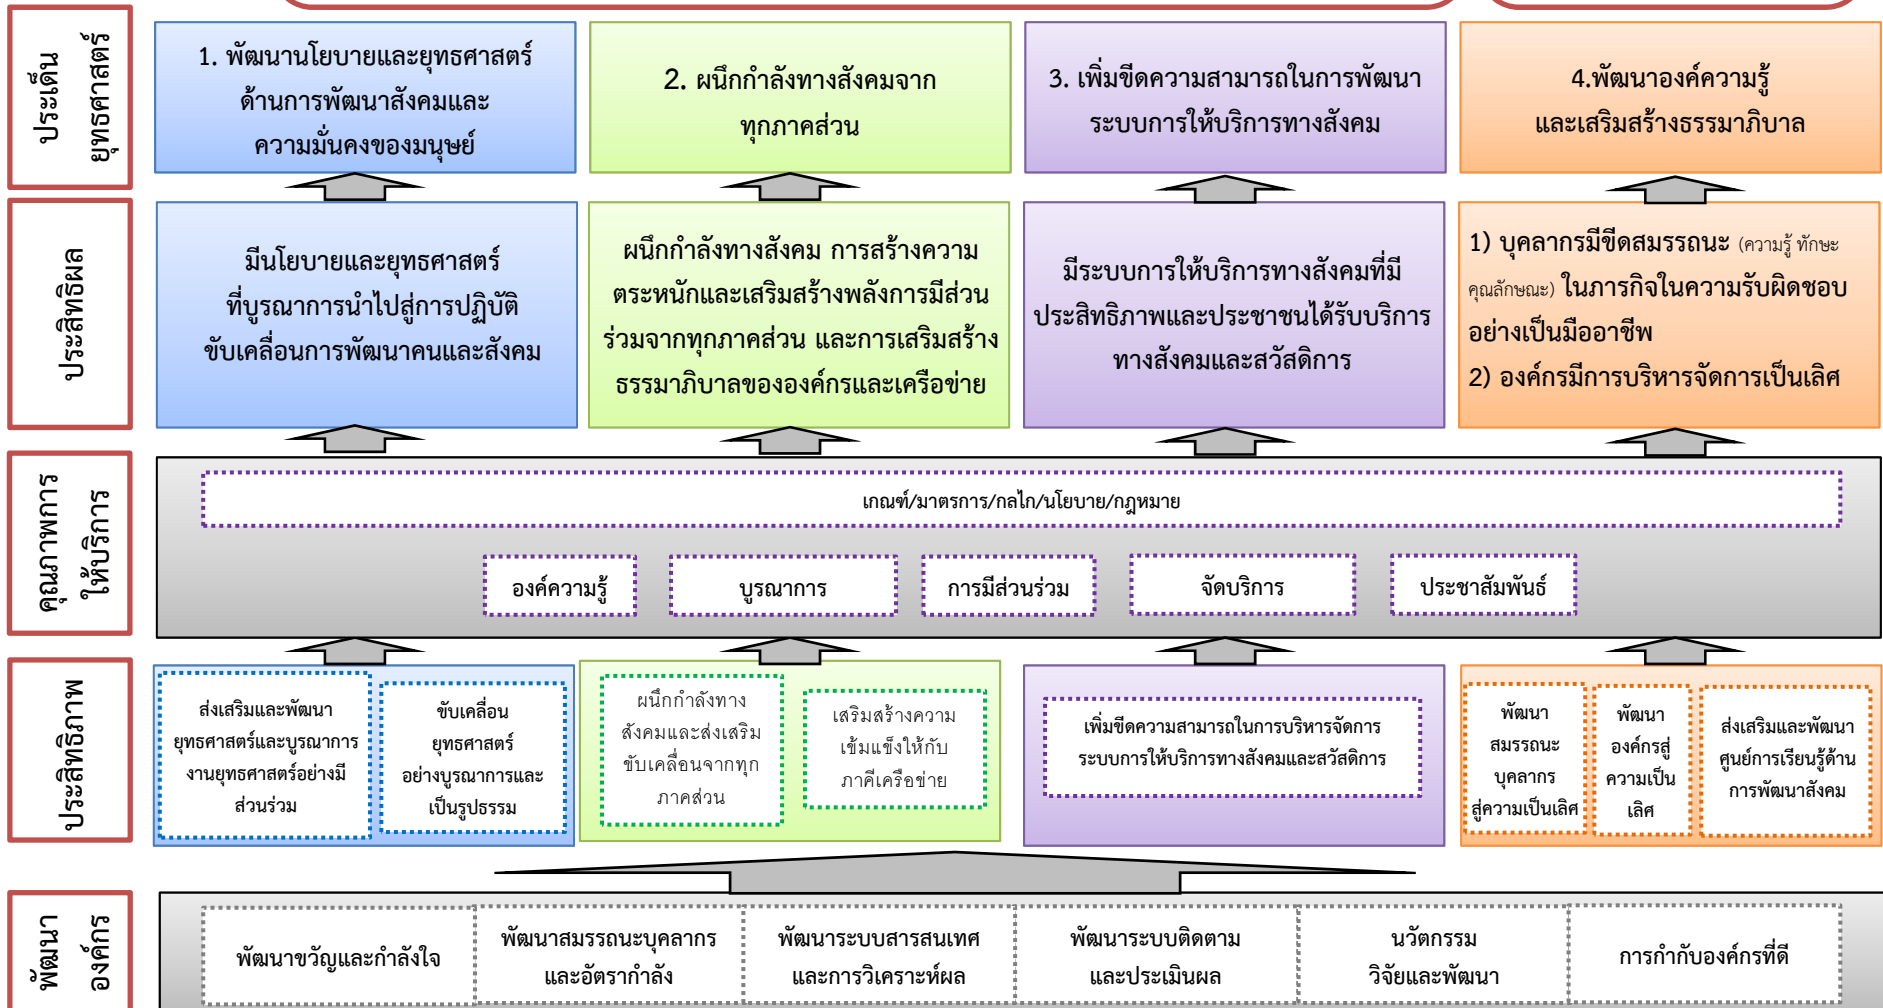 ประเด็น
ยุทธศาสตร์
1. พัฒนานโยบายและยุทธศาสตร์
ด้านการพัฒนาสังคมและ
ความมั่นคงของมนุษย์
2. ผนึกกำลังทางสังคมจาก
ทุกภาคส่วน
3. เพิ่มขีดความสามารถในการพัฒนา
ระบบการให้บริการทางสังคม
4.พัฒนาองค์ความรู้
และเสริมสร้างธรรมาภิบาล
ประสิทธิผล
มีนโยบายและยุทธศาสตร์
ที่บูรณาการนำไปสู่การปฏิบัติ
ขับเคลื่อนการพัฒนาคนและสังคม
ผนึกกำลังทางสังคม การสร้างความ
ตระหนักและเสริมสร้างพลังการมีส่วน
ร่วมจากทุกภาคส่วน และการเสริมสร้าง
ธรรมาภิบาลขององค์กรและเครือข่าย
มีระบบการให้บริการทางสังคมที่มี
ประสิทธิภาพและประชาชนได้รับบริการ
ทางสังคมและสวัสดิการ
1) บุคลากรมีขีดสมรรถนะ (ความรู้ ทักษะ
คุณลักษณะ) ในภารกิจในความรับผิดชอบ
อย่างเป็นมืออาชีพ
2) องค์กรมีการบริหารจัดการเป็นเลิศ
คุณภาพการ
ให้บริการ
เกณฑ์/มาตรการ/กลไก/นโยบาย/กฎหมาย
องค์ความรู้
บูรณาการ
การมีส่วนร่วม
จัดบริการ
ประชาสัมพันธ์
ประสิทธิภาพ
ส่งเสริมและพัฒนา
ยุทธศาสตร์และบูรณาการ
งานยุทธศาสตร์อย่างมี
ส่วนร่วม
ขับเคลื่อน
ยุทธศาสตร์
อย่างบูรณาการและ
เป็นรูปธรรม
ผนึกกำลังทาง
สังคมและส่งเสริม
ขับเคลื่อนจากทุก
ภาคส่วน
เสริมสร้างความ
เข้มแข็งให้กับ
ภาคีเครือข่าย
เพิ่มขีดความสามารถในการบริหารจัดการ
ระบบการให้บริการทางสังคมและสวัสดิการ
พัฒนา
สมรรถนะ
บุคลากร
สู่ความเป็นเลิศ
พัฒนา
องค์กรสู่
ความเป็น
เลิศ
ส่งเสริมและพัฒนา
ศูนย์การเรียนรู้ด้าน
การพัฒนาสังคม
พัฒนา
องค์กร
พัฒนาขวัญและกำลังใจ
พัฒนาสมรรถนะบุคลากร
และอัตรากำลัง
พัฒนาระบบสารสนเทศ
และการวิเคราะห์ผล
พัฒนาระบบติดตาม
และประเมินผล
นวัตกรรม
วิจัยและพัฒนา
การกำกับองค์กรที่ดี